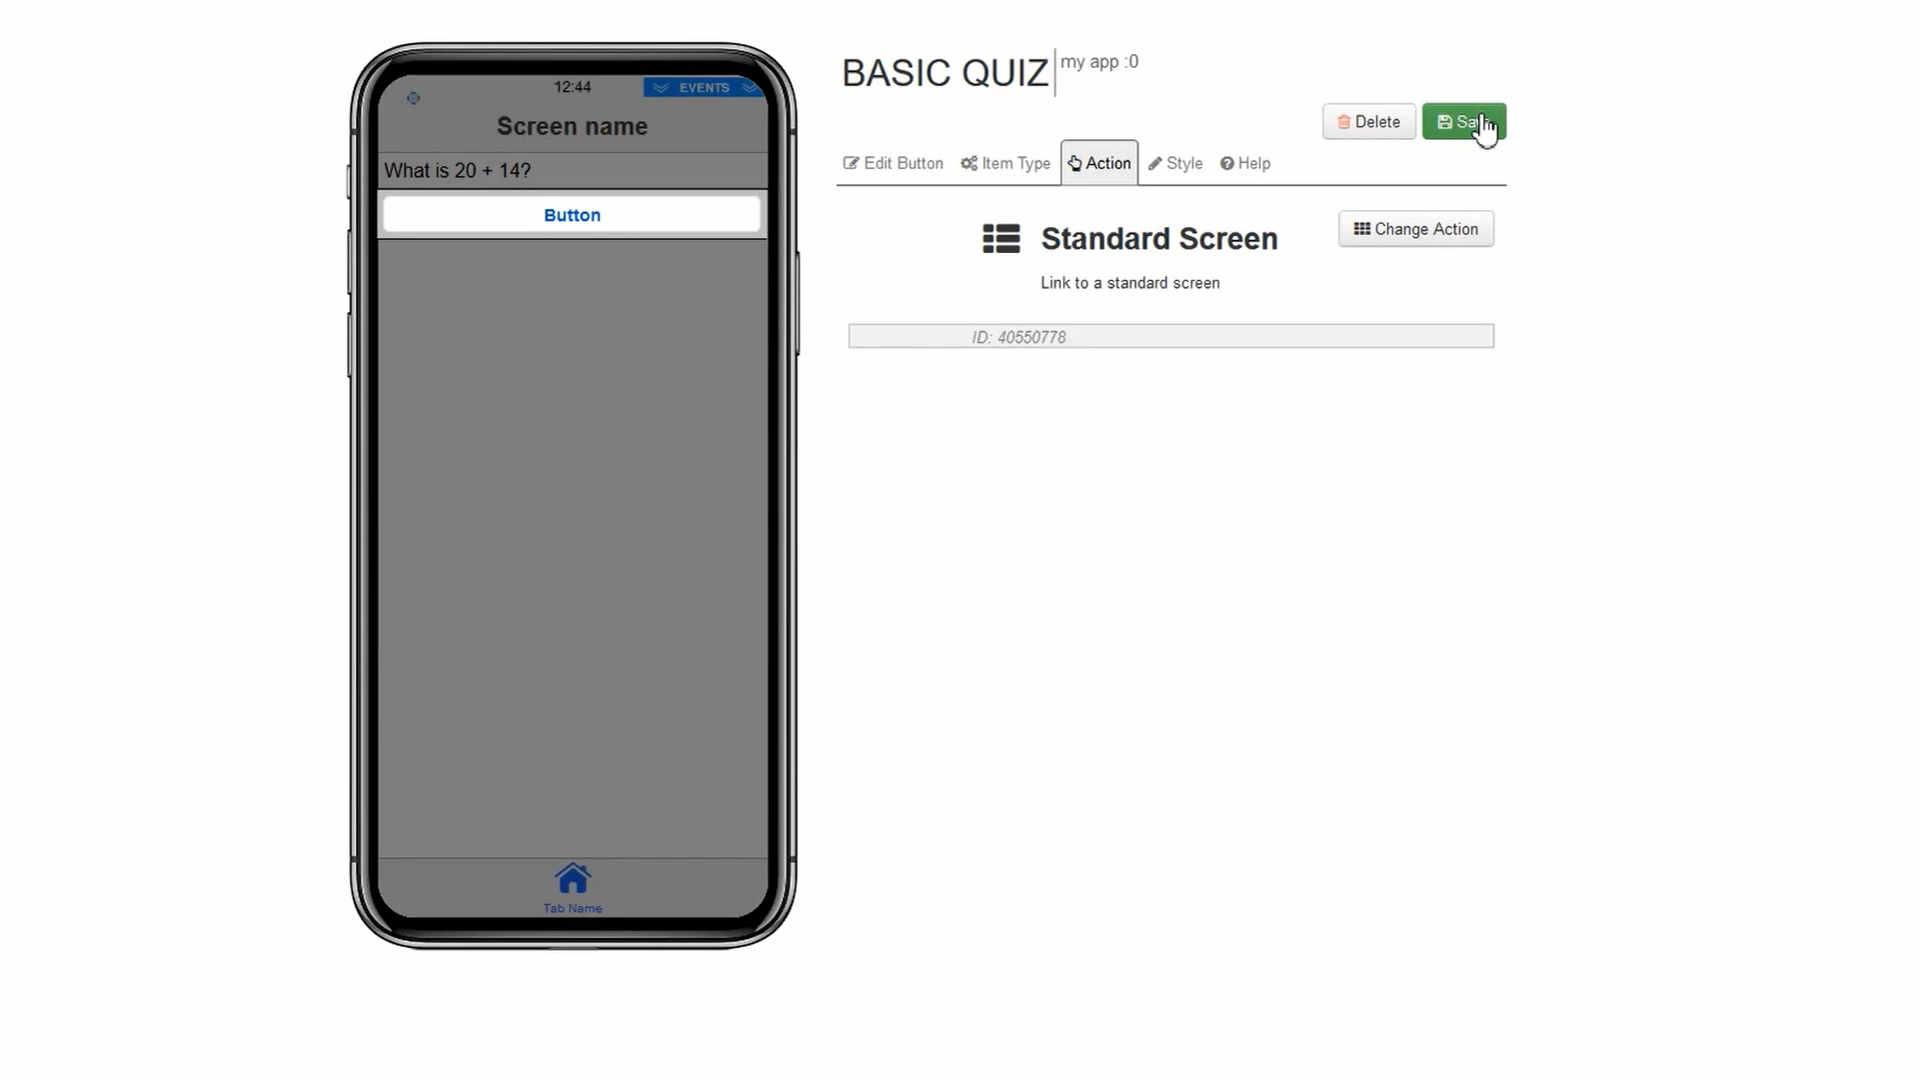 12:44
EVENTS
Screen name
What is 20 + 14?
Button
Tab Name
BASIC QUIZ
my app :0
Delete
Edit Button
Item Type
Action
Style
Help
Standard Screen
Change Action
Link to a standard screen
ID: 40550778